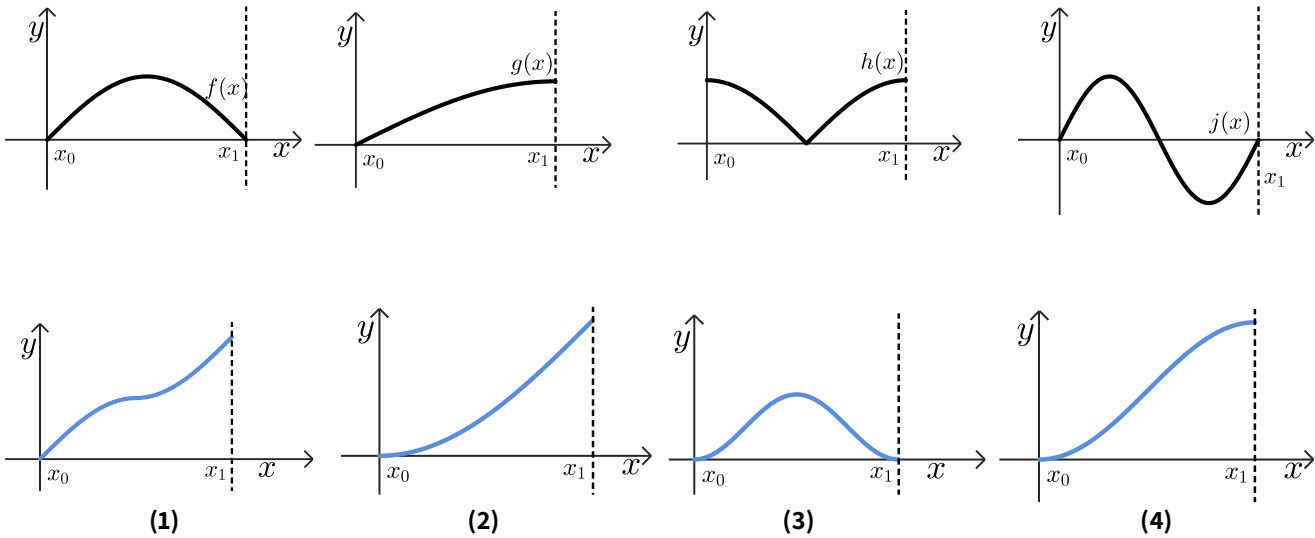 y
f(x)
x₀
x₁
x
y
g(x)
x₀
x₁
x
y
h(x)
x₀
x₁
x
y
j(x)
x₀
x₁
x
y
x₀
x₁
x
(1)
y
x₀
x₁
x
(2)
y
x₀
x₁
x
(3)
y
x₀
x₁
x
(4)